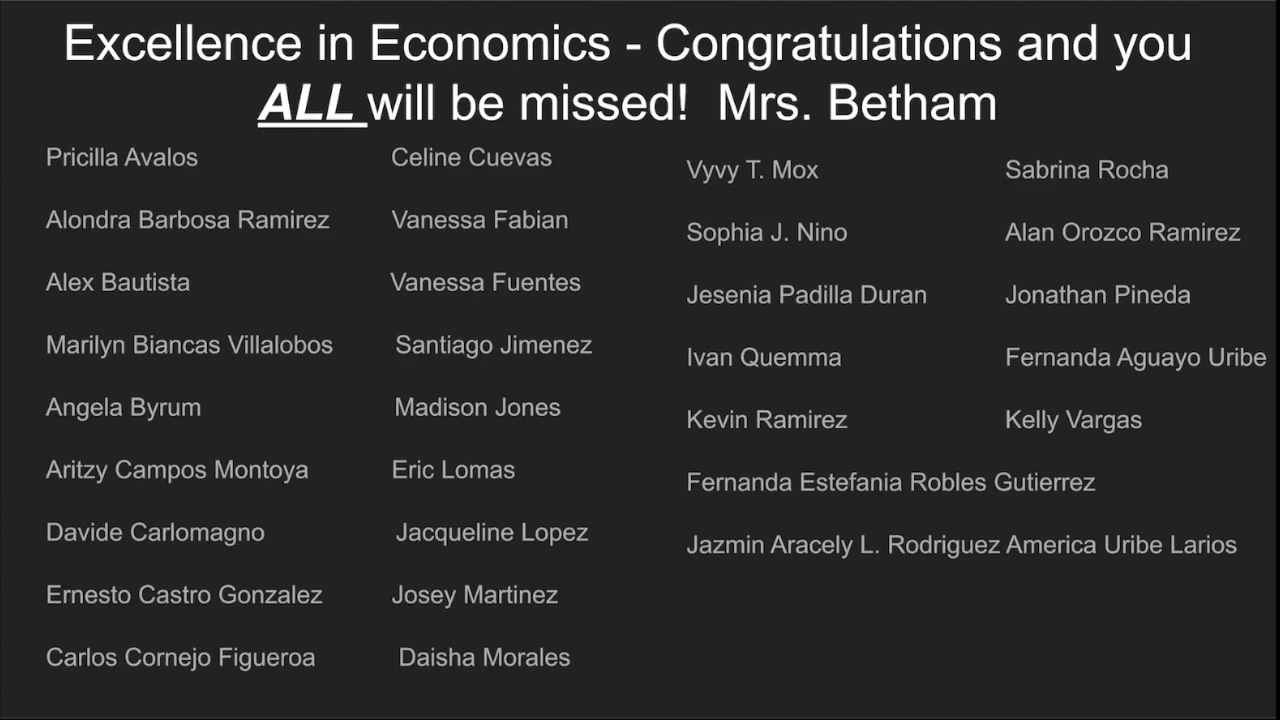 Excellence in Economics - Congratulations and you
ALL will be missed! Mrs. Betham
Pricilla Avalos
Alondra Barbosa Ramirez
Alex Bautista
Marilyn Biancas Villalobos
Angela Byrum
Aritzy Campos Montoya
Davide Carlomagno
Ernesto Castro Gonzalez
Carlos Cornejo Figueroa
Celine Cuevas
Vanessa Fabian
Vanessa Fuentes
Santiago Jimenez
Madison Jones
Eric Lomas
Jacqueline Lopez
Josey Martinez
Daisha Morales
Vyvy T. Mox
Sophia J. Nino
Jesenia Padilla Duran
Ivan Quemma
Kevin Ramirez
Fernanda Estefania Robles Gutierrez
Jazmin Aracely L. Rodriguez
Sabrina Rocha
Alan Orozco Ramirez
Jonathan Pineda
Fernanda Aguayo Uribe
Kelly Vargas
America Uribe Larios